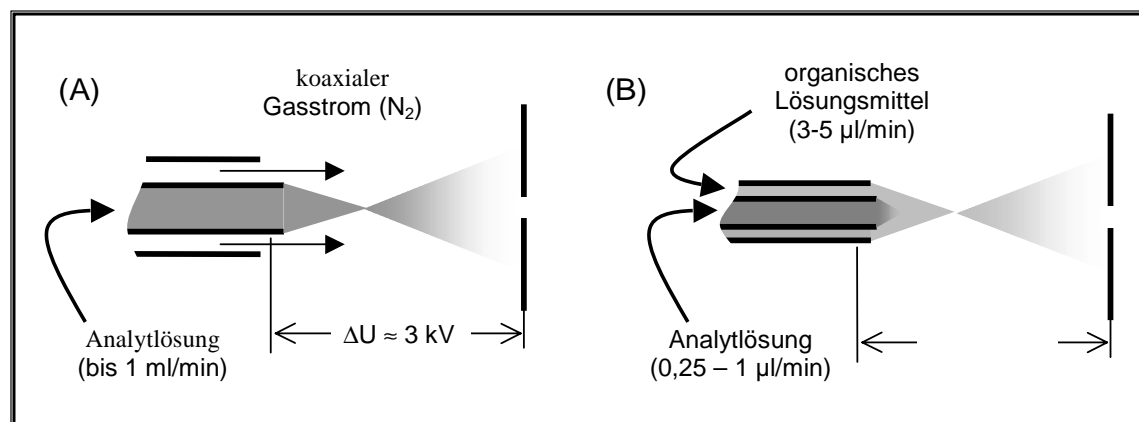 (A)
koaxialer
Gasstrom (N₂)
Analytlösung
(bis 1 ml/min)
ΔU ≈ 3 kV
(B)
organisches
Lösungsmittel
(3-5 µl/min)
Analytlösung
(0,25 – 1 µl/min)